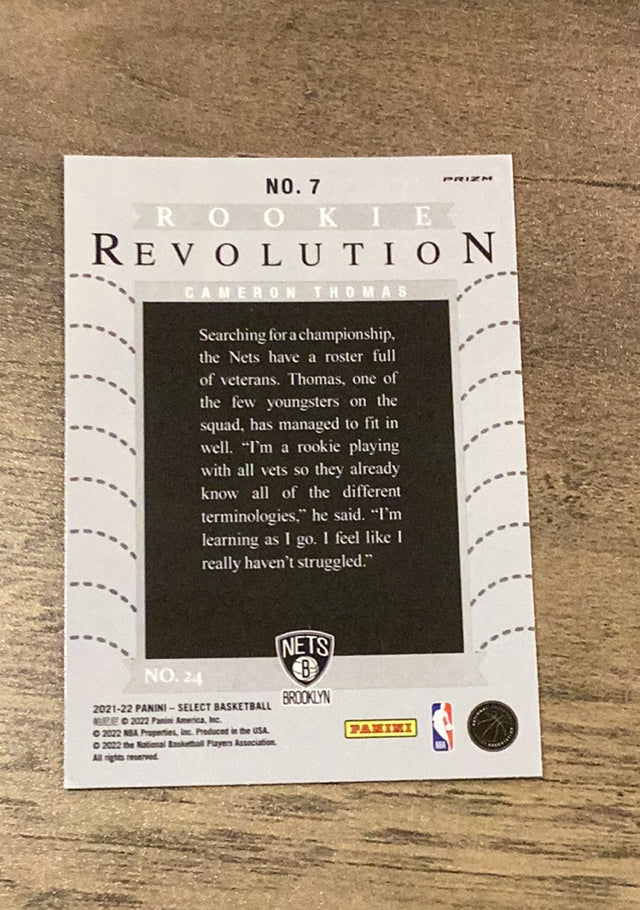 NO. 7
PRIZM
ROOKIE
REVOLUTION
CAMERON THOMAS
Searching for a championship,
the Nets have a roster full
of veterans. Thomas, one of
the few youngsters on the
squad, has managed to fit in
well. “I’m a rookie playing
with all vets so they already
know all of the different
terminologies,” he said. “I’m
learning as I go. I feel like I
really haven’t struggled.”
NO. 24
NETS
B
BROOKLYN
2021-22 PANINI – SELECT BASKETBALL
© 2022 Panini America, Inc.
© 2022 NBA Properties, Inc. Produced in the USA.
© 2022 the National Basketball Players Association.
All rights reserved.
PANINI
NBA